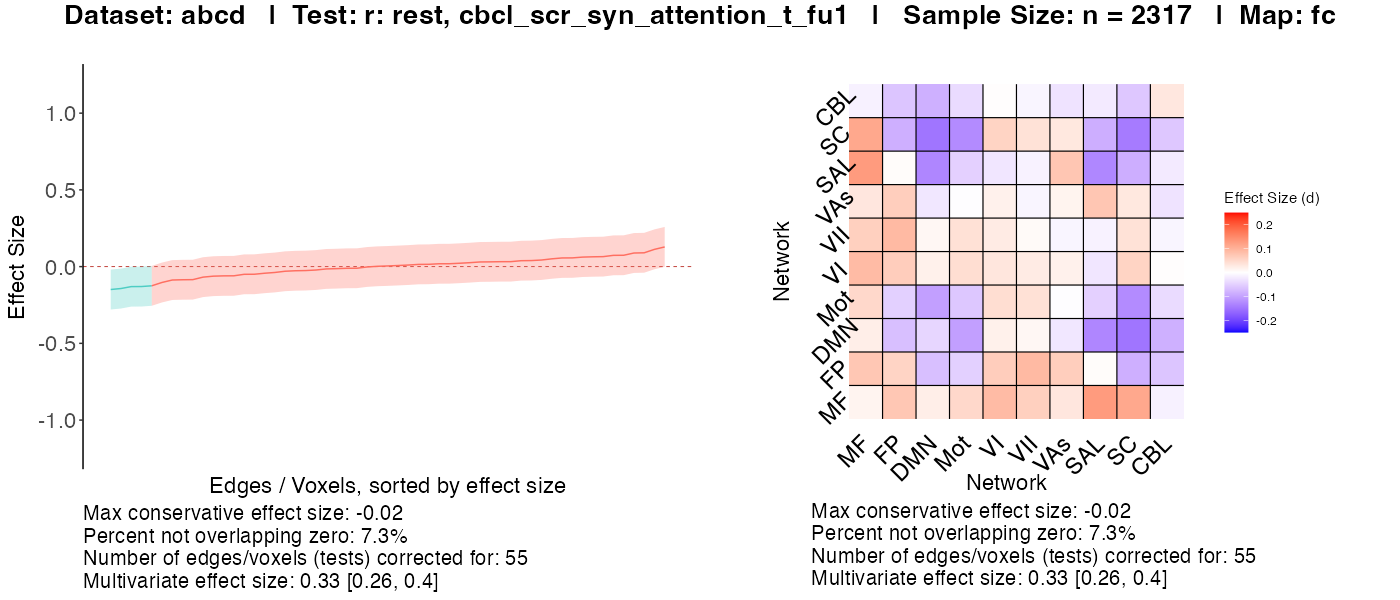 Dataset: abcd | Test: r: rest, cbcl_scr_syn_attention_t_fu1 | Sample Size: n = 2317 | Map: fc
Effect Size
1.0
0.5
0.0
-0.5
-1.0
Edges / Voxels, sorted by effect size
Max conservative effect size: -0.02
Percent not overlapping zero: 7.3%
Number of edges/voxels (tests) corrected for: 55
Multivariate effect size: 0.33 [0.26, 0.4]
Network
CBL
SC
SAL
VAs
VII
VI
Mot
DMN
FP
MF
MF FP DMN Mot VI VII VAs SAL SC CBL
Network
Effect Size (d)
0.2
0.1
0.0
-0.1
-0.2
Max conservative effect size: -0.02
Percent not overlapping zero: 7.3%
Number of edges/voxels (tests) corrected for: 55
Multivariate effect size: 0.33 [0.26, 0.4]